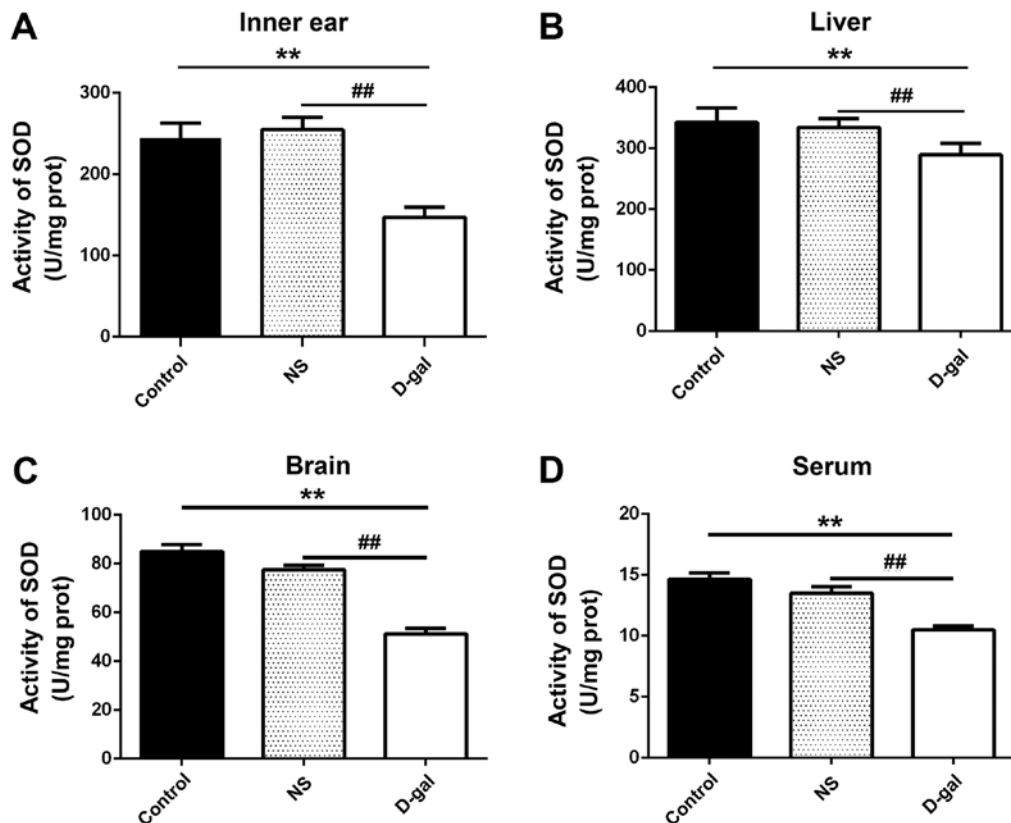 A
Inner ear
**
##
Activity of SOD
(U/mg prot)
300
200
100
0
Control
NS
D-gal
B
Liver
**
##
Activity of SOD
(U/mg prot)
400
300
300
100
0
Control
NS
D-gal
C
Brain
**
##
Activity of SOD
(U/mg prot)
100
80
60
40
20
0
Control
NS
D-gal
D
Serum
**
##
Activity of SOD
(U/mg prot)
20
15
10
5
0
Control
NS
D-gal